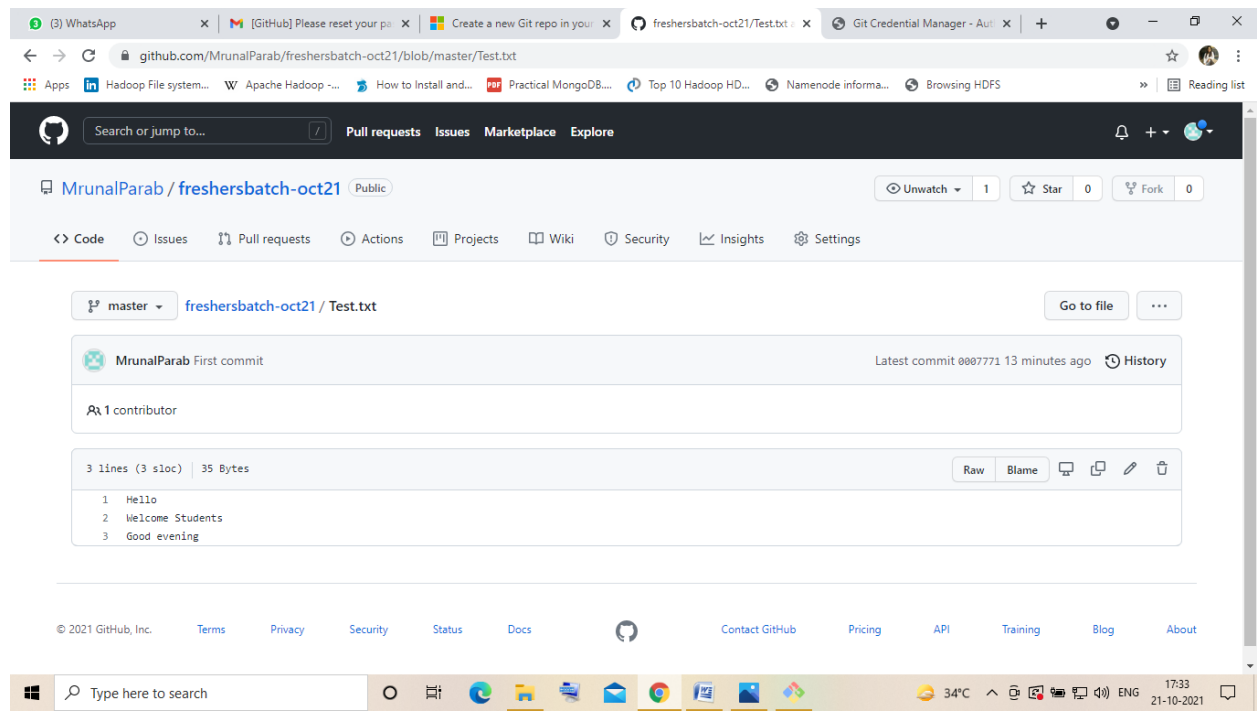 (3) WhatsApp
[GitHub] Please reset your pa
Create a new Git repo in your
freshersbatch-oct21/Test.txt a
Git Credential Manager - Aut
github.com/MrunalParab/freshersbatch-oct21/blob/master/Test.txt
Apps
Hadoop File system...
Apache Hadoop -...
How to Install and...
Practical MongoDB....
Top 10 Hadoop HD...
Namenode informa...
Browsing HDFS
»
Reading list
Search or jump to... /
Pull requests Issues Marketplace Explore
MrunalParab / freshersbatch-oct21 Public
Unwatch 1
Star 0
Fork 0
<> Code Issues Pull requests Actions Projects Wiki Security Insights Settings
master freshersbatch-oct21 / Test.txt
Go to file ...
MrunalParab First commit
Latest commit 0007771 13 minutes ago History
1 contributor
3 lines (3 sloc) 35 Bytes
Raw Blame
1 Hello
2 Welcome Students
3 Good evening
© 2021 GitHub, Inc. Terms Privacy Security Status Docs Contact GitHub Pricing API Training Blog About
Type here to search
34°C
ENG
17:33
21-10-2021